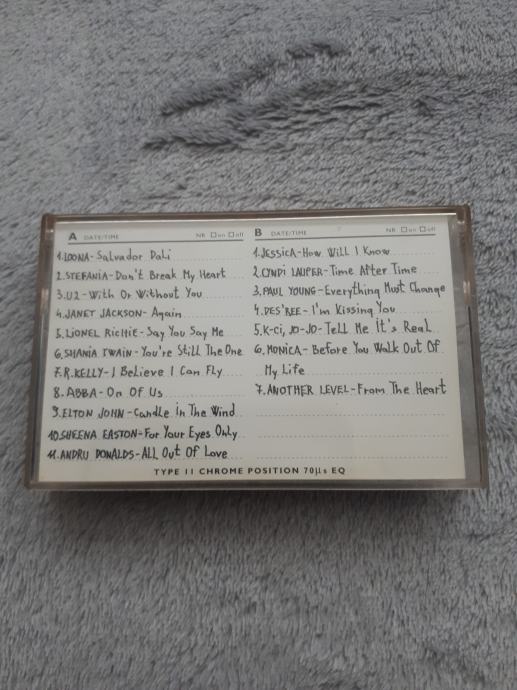 A DATE/TIME NR on off
1. LOONA - Salvador Dali
2. STEFANIA - Don't Break My Heart
3. U2 - With Or Without You
4. JANET JACKSON - Again
5. LIONEL RICHIE - Say You Say Me
6. SHANIA TWAIN - You're Still The One
7. R. KELLY - I Believe I Can Fly
8. ABBA - On Of Us
9. ELTON JOHN - Candle in The Wind
10. SHEENA EASTON - For Your Eyes Only
11. ANDRU DONALDS - ALL Out Of Love
B DATE/TIME NR on off
1. JESSICA - How Will I Know
2. CYNDI LAUPER - Time After Time
3. PAUL YOUNG - Everything Must Change
4. DES'REE - I'm Kissing You
5. K-Ci, JO-JO - Tell Me It's Real
6. MONICA - Before You Walk Out Of
My Life
7. ANOTHER LEVEL - From The Heart
TYPE II CHROME POSITION 70µs EQ